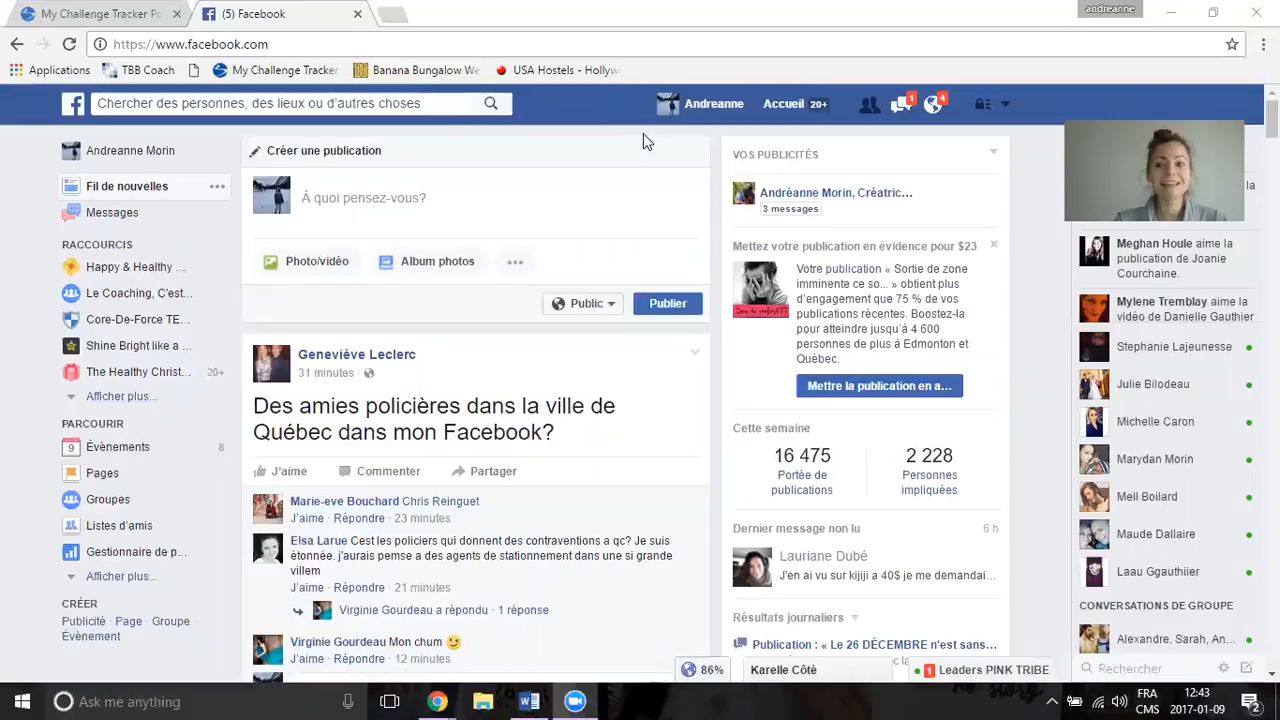 My Challenge Tracker Po
(5) Facebook
andreanne
https://www.facebook.com
Applications
TBB Coach
My Challenge Tracker
Banana Bungalow We
USA Hostels - Hollyw
Chercher des personnes, des lieux ou d'autres choses
Andreanne
Accueil 20+
1
4
Andreanne Morin
Fil de nouvelles
Messages
RACCOURCIS
Happy & Healthy ...
Le Coaching, C'est...
Core-De-Force TE...
Shine Bright like a ...
The Healthy Christ... 20+
Afficher plus...
PARCOURIR
9 Évènements 8
Pages
Groupes
Listes d'amis
Gestionnaire de p...
Afficher plus...
CRÉER
Publicité · Page · Groupe ·
Évènement
Créer une publication
À quoi pensez-vous?
Photo/vidéo
Album photos
Public
Publier
Geneviève Leclerc
31 minutes ·
Des amies policières dans la ville de
Québec dans mon Facebook?
J'aime
Commenter
Partager
Marie-eve Bouchard Chris Reinguet
J'aime · Répondre · 23 minutes
Elsa Larue Cest les policiers qui donnent des contraventions a qc? Je suis
étonnée. j'aurais pemse a des agents de stationnement dans une si grande
villem
J'aime · Répondre · 21 minutes
Virginie Gourdeau a répondu · 1 réponse
Virginie Gourdeau Mon chum
J'aime · Répondre · 12 minutes
VOS PUBLICITÉS
Andréanne Morin, Créatric...
3 messages
Mettez votre publication en évidence pour $23
Votre publication « Sortie de zone
imminente ce so... » obtient plus
d'engagement que 75 % de vos
publications récentes. Boostez-la
pour atteindre jusqu'à 4 600
personnes de plus à Edmonton et
Québec.
Mettre la publication en a...
Cette semaine
16 475
Portée de
publications
2 228
Personnes
impliquées
Dernier message non lu 6 h
Lauriane Dubé
J'en ai vu sur kijiji a 40$ je me demandai...
Résultats journaliers
Publication : « Le 26 DÉCEMBRE n'est sans...
86%
Karelle Côté
1 Leaders PINK TRIBE
la
Meghan Houle aime la
publication de Joanie
Courchaine.
Mylene Tremblay aime la
vidéo de Danielle Gauthier
Stephanie Lajeunesse
Julie Bilodeau
Michelle Caron
Marydan Morin
Mell Boilard
Maude Dallaire
Laau Ggauthiier
CONVERSATIONS DE GROUPE
Alexandre, Sarah, An...
Rechercher
Ask me anything
FRA
CMS
12:43
2017-01-09
2